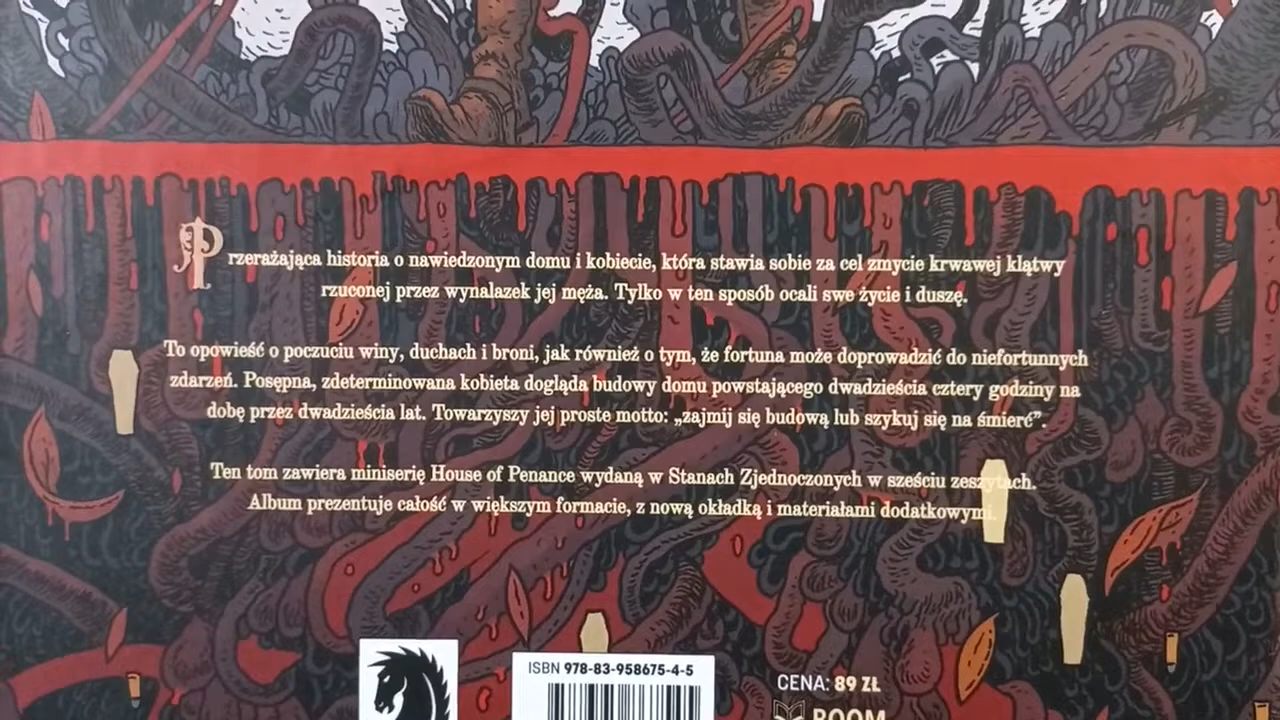 Przerażająca historia o nawiedzonym domu i kobiecie, która stawia sobie za cel zmycie krwawej klątwy
rzuconej przez wynalazek jej męża. Tylko w ten sposób ocali swe życie i duszę.
To opowieść o poczuciu winy, duchach i broni, jak również o tym, że fortuna może doprowadzić do niefortunnych
zdarzeń. Posępna, zdeterminowana kobieta dogląda budowy domu powstającego dwadzieścia cztery godziny na
dobę przez dwadzieścia lat. Towarzyszy jej proste motto: „zajmij się budową lub szykuj się na śmierć”.
Ten tom zawiera miniserię House of Penance wydaną w Stanach Zjednoczonych w sześciu zeszytach.
Album prezentuje całość w większym formacie, z nową okładką i materiałami dodatkowymi.
ISBN 978-83-958675-4-5
CENA: 89 ZŁ
BOOM